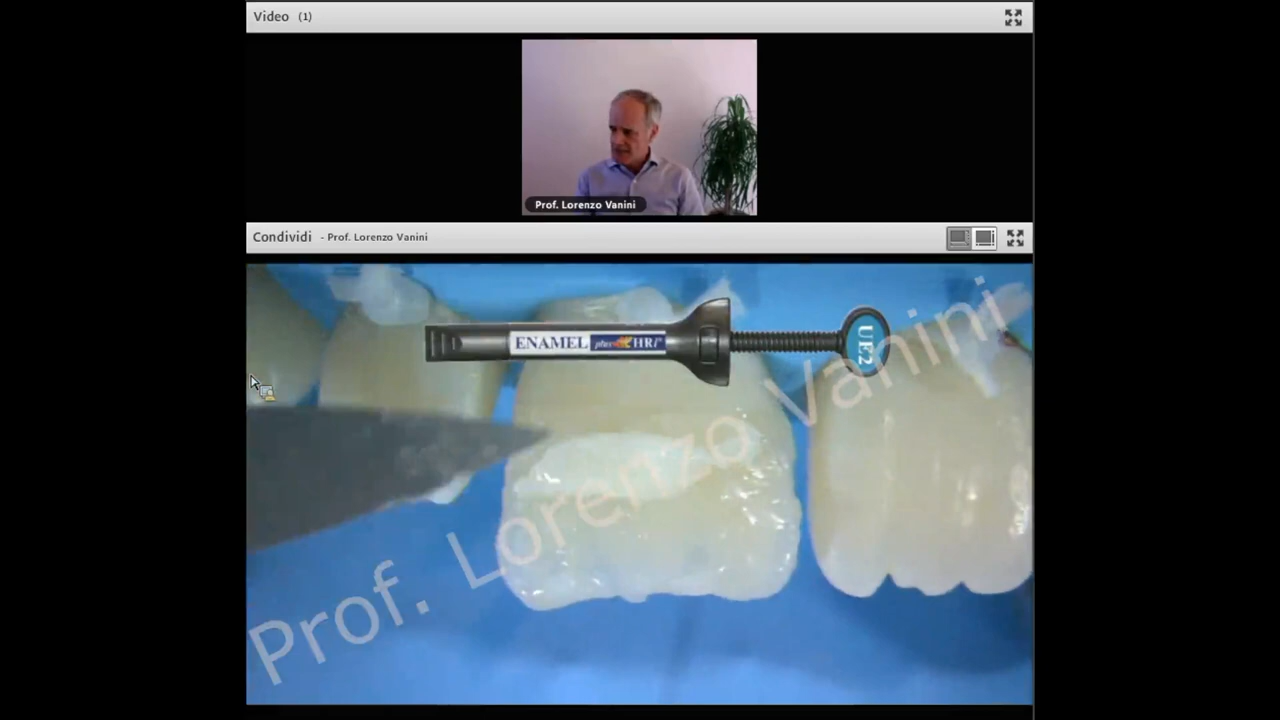 Video (1)
Prof. Lorenzo Vanini
Condividi - Prof. Lorenzo Vanini
ENAMEL plus HRi
UE2
Prof. Lorenzo Vanini